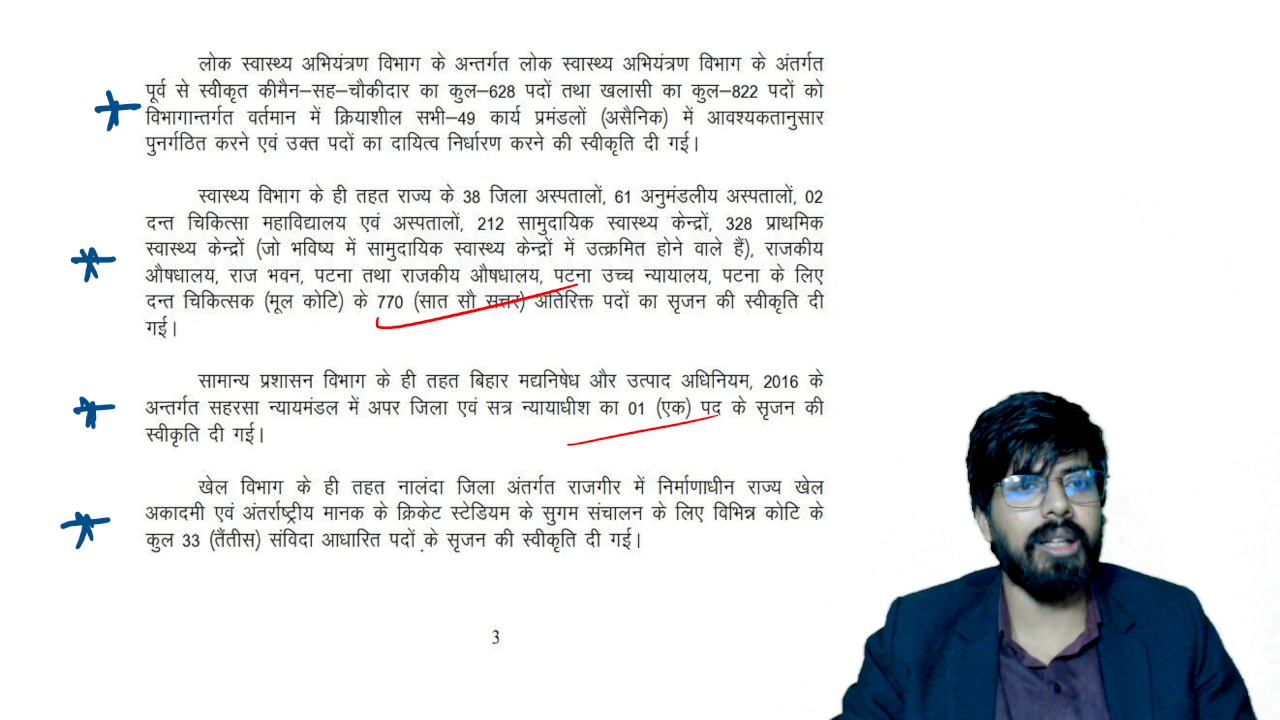 लोक स्वास्थ्य अभियंत्रण विभाग के अन्तर्गत लोक स्वास्थ्य अभियंत्रण विभाग के अंतर्गत
पूर्व से स्वीकृत कीमैन–सह–चौकीदार का कुल–628 पदों तथा खलासी का कुल–822 पदों को
विभागान्तर्गत वर्तमान में क्रियाशील सभी–49 कार्य प्रमंडलों (असैनिक) में आवश्यकतानुसार
पुनर्गठित करने एवं उक्त पदों का दायित्व निर्धारण करने की स्वीकृति दी गई।
स्वास्थ्य विभाग के ही तहत राज्य के 38 जिला अस्पतालों, 61 अनुमंडलीय अस्पतालों, 02
दन्त चिकित्सा महाविद्यालय एवं अस्पतालों, 212 सामुदायिक स्वास्थ्य केन्द्रों, 328 प्राथमिक
स्वास्थ्य केन्द्रों (जो भविष्य में सामुदायिक स्वास्थ्य केन्द्रों में उत्क्रमित होने वाले हैं), राजकीय
औषधालय, राज भवन, पटना तथा राजकीय औषधालय, पटना उच्च न्यायालय, पटना के लिए
दन्त चिकित्सक (मूल कोटि) के 770 (सात सौ सत्तर) अतिरिक्त पदों का सृजन की स्वीकृति दी
गई।
सामान्य प्रशासन विभाग के ही तहत बिहार मद्यनिषेध और उत्पाद अधिनियम, 2016 के
अन्तर्गत सहरसा न्यायमंडल में अपर जिला एवं सत्र न्यायाधीश का 01 (एक) पद के सृजन की
स्वीकृति दी गई।
खेल विभाग के ही तहत नालंदा जिला अंतर्गत राजगीर में निर्माणाधीन राज्य खेल
अकादमी एवं अंतर्राष्ट्रीय मानक के क्रिकेट स्टेडियम के सुगम संचालन के लिए विभिन्न कोटि के
कुल 33 (तैंतीस) संविदा आधारित पदों के सृजन की स्वीकृति दी गई।
3